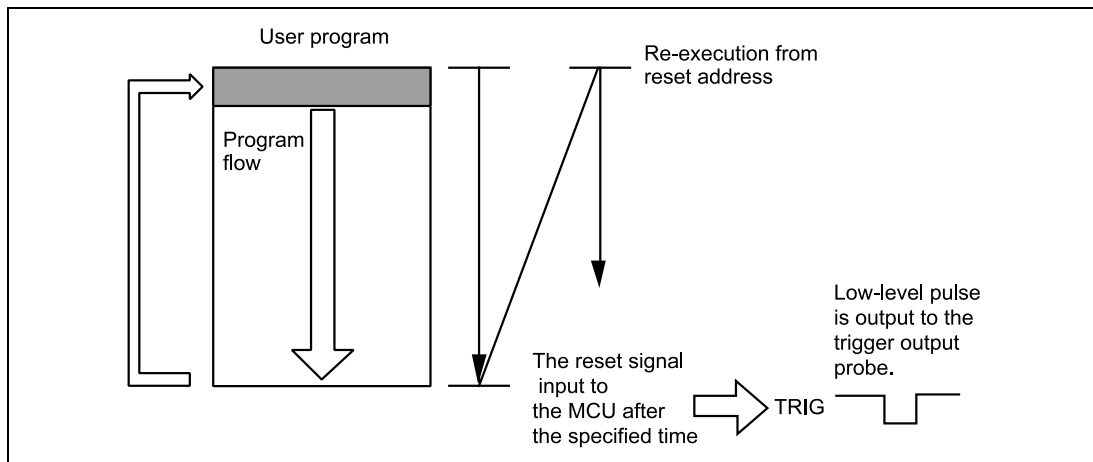 User program
Re-execution from
reset address
Program
flow
Low-level pulse
is output to the
trigger output
probe.
The reset signal
input to
the MCU after
the specified time
TRIG